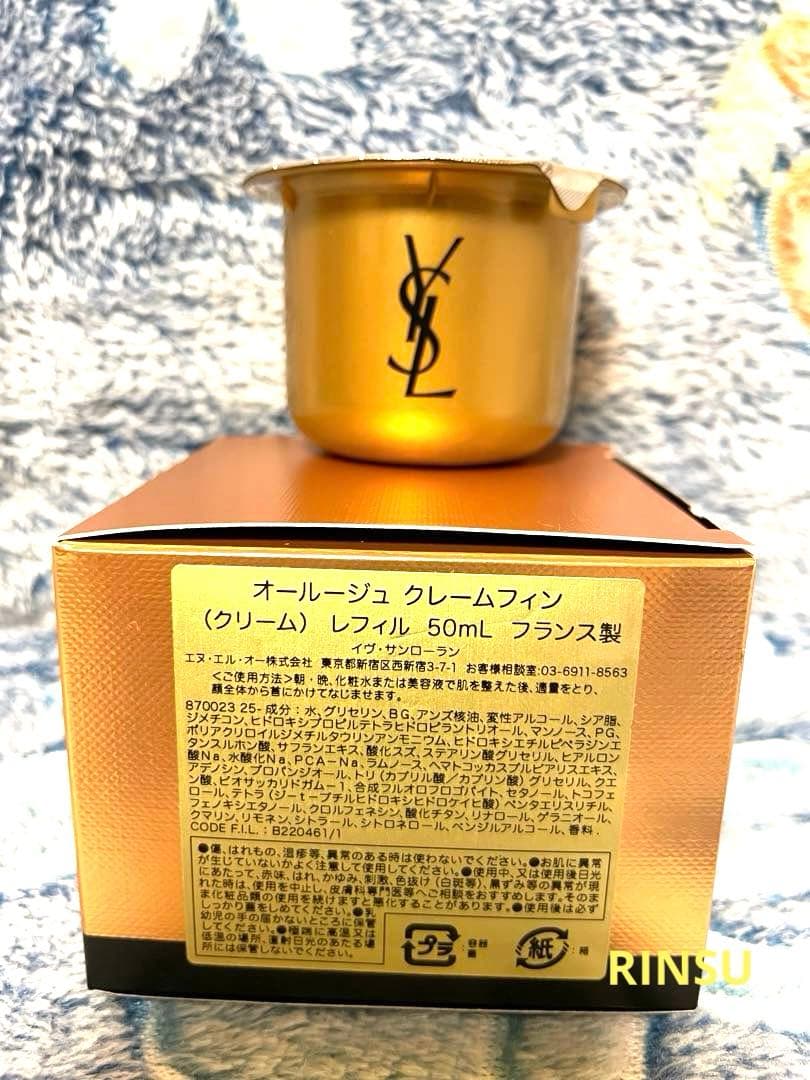 YSL
オールージュ クレームフィン
（クリーム） レフィル 50mL フランス製
イヴ・サンローラン
エヌ・エル・オー株式会社 東京都新宿区西新宿3-7-1 お客様相談室:03-6911-8563
＜ご使用方法＞朝・晩、化粧水または美容液で肌を整えた後、適量をとり、
顔全体から首にかけてなじませます。
870023 25- 成分：水、グリセリン、BG、アンズ核油、変性アルコール、シア脂、
ジメチコン、ヒドロキシプロピルテトラヒドロピラントリオール、マンノース、PG、
ポリアクリロイルジメチルタウリンアンモニウム、ヒドロキシエチルピペラジンエ
タンスルホン酸、サフランエキス、酸化スズ、ステアリン酸グリセリル、ヒアルロン
酸Na、水酸化Na、PCA－Na、ラムノース、ヘマトコッカスプルビアリスエキス、
アデノシン、プロパンジオール、トリ（カプリル酸／カプリン酸）グリセリル、クエ
ン酸、ビオサッカリドガム－1、合成フルオロフロゴパイト、セタノール、トコフェ
ロール、テトラ（ジ－t－ブチルヒドロキシヒドロケイヒ酸）ペンタエリスリチル、
フェノキシエタノール、クロルフェネシン、酸化チタン、リナロール、ゲラニオール、
クマリン、リモネン、シトラール、シトロネロール、ベンジルアルコール、香料．
CODE F.I.L.：B220461/1
●傷、はれもの、湿疹等、異常のある時は使わないでください。●お肌に異常
が生じていないかよく注意して使用してください。●使用中、又は使用後日光
にあたって、赤味、はれ、かゆみ、刺激、色抜け（白斑等）、黒ずみ等の異常が現
れた時は、使用を中止し、皮膚科専門医等へご相談をおすすめします。そのま
ま化粧品類の使用を続けますと悪化することがあります。●使用後は必ず
しっかり蓋をしめてください。●乳
幼児の手の届かないところに保管
してください。●極端に高温又は
低温の場所、直射日光のあたる場
所には保管しないでください。
プラ ：容器
紙 ：箱
RINSU